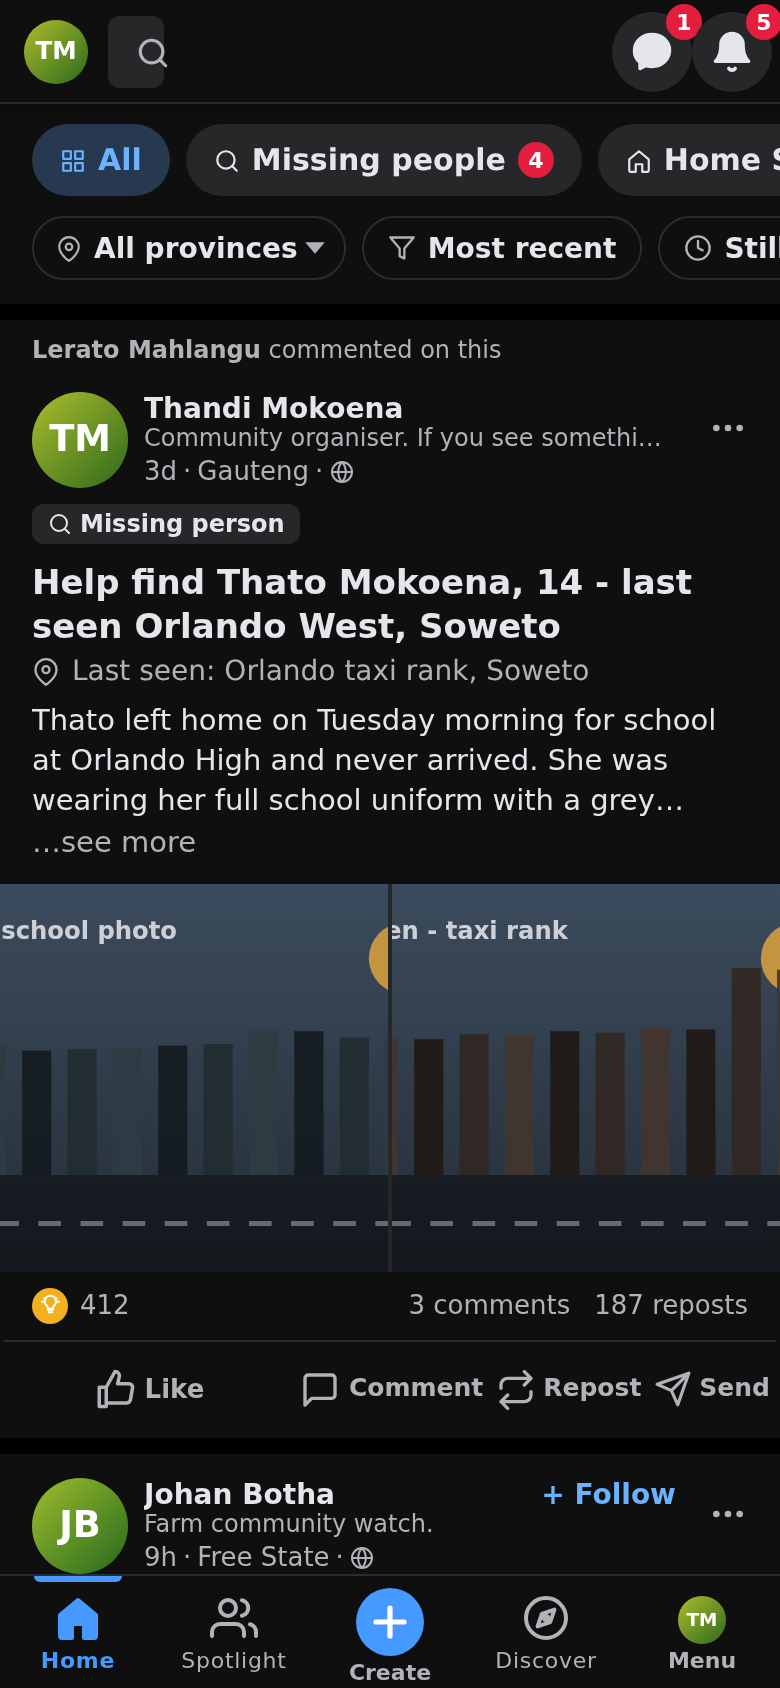 TM
1
5
All
Missing people 4
Home S
All provinces
Most recent
Still
Lerato Mahlangu commented on this
TM
Thandi Mokoena
Community organiser. If you see somethi...
3d · Gauteng ·
Missing person
Help find Thato Mokoena, 14 - last
seen Orlando West, Soweto
Last seen: Orlando taxi rank, Soweto
Thato left home on Tuesday morning for school
at Orlando High and never arrived. She was
wearing her full school uniform with a grey...
...see more
school photo
en - taxi rank
412
3 comments 187 reposts
Like
Comment
Repost
Send
JB
Johan Botha
+ Follow
Farm community watch.
9h · Free State ·
Home
Spotlight
Create
Discover
TM
Menu